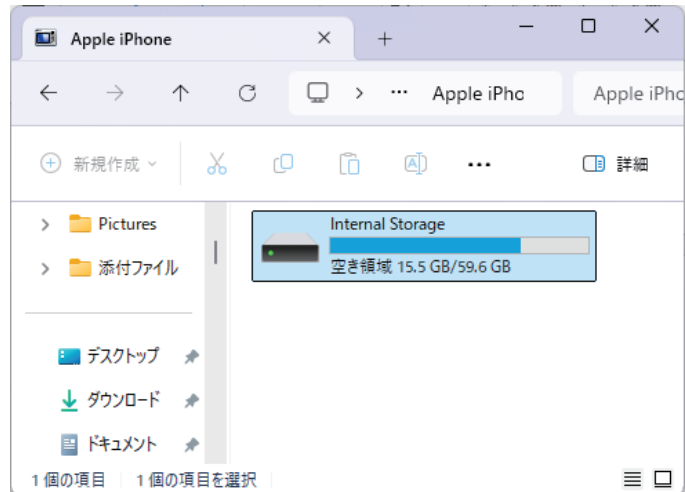 Apple iPhone
Apple iPho
Apple iPho
新規作成
詳細
Pictures
添付ファイル
デスクトップ
ダウンロード
ドキュメント
Internal Storage
空き領域 15.5 GB/59.6 GB
1 個の項目
1 個の項目を選択